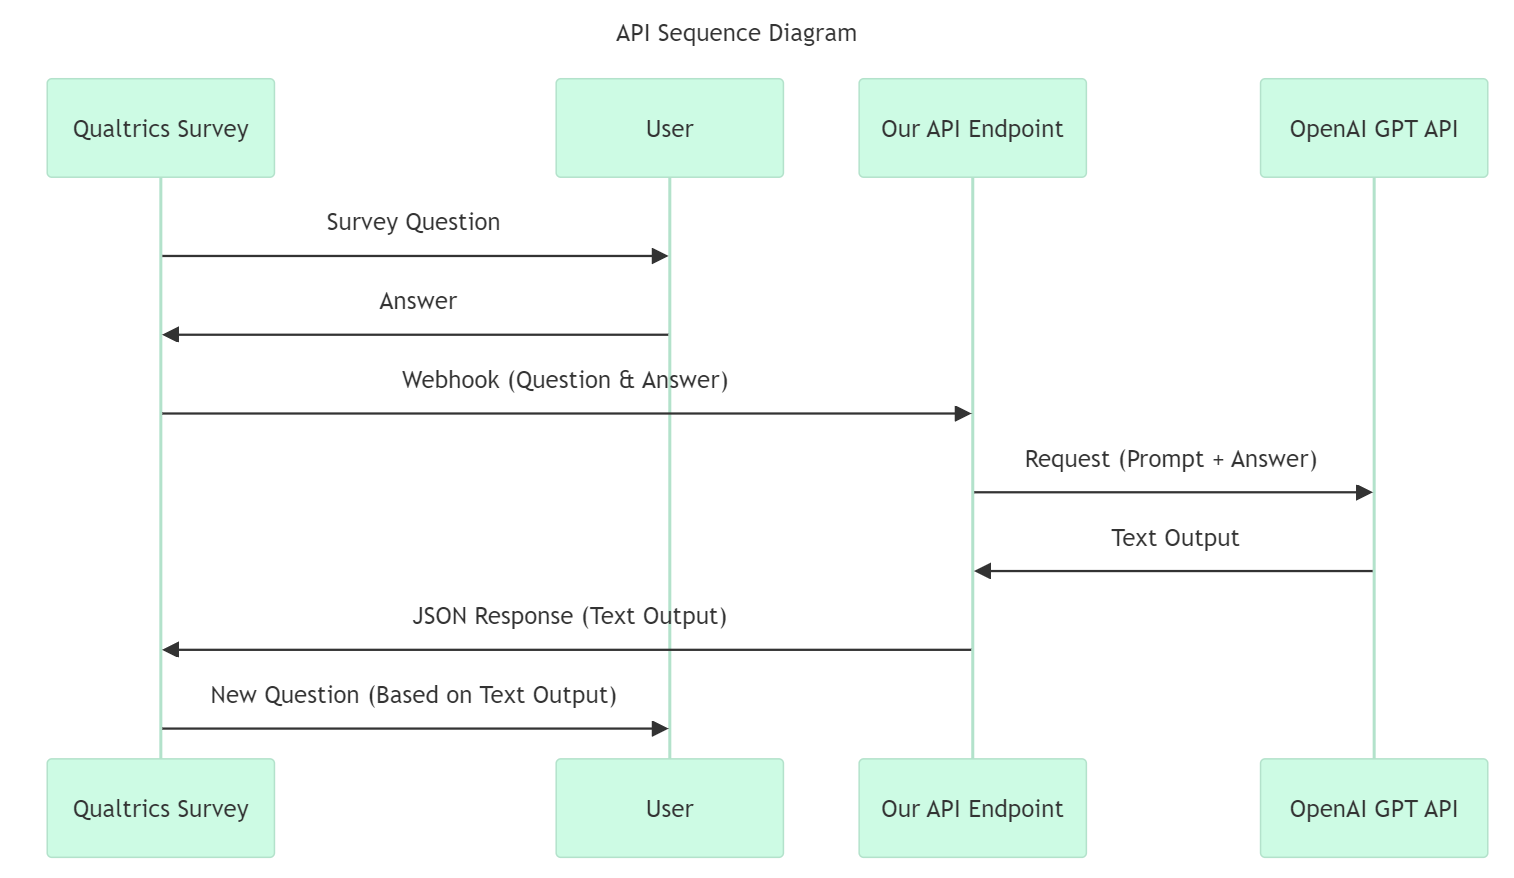 API Sequence Diagram
Qualtrics Survey
User
Our API Endpoint
OpenAI GPT API
Survey Question
Answer
Webhook (Question & Answer)
Request (Prompt + Answer)
Text Output
JSON Response (Text Output)
New Question (Based on Text Output)
Qualtrics Survey
User
Our API Endpoint
OpenAI GPT API